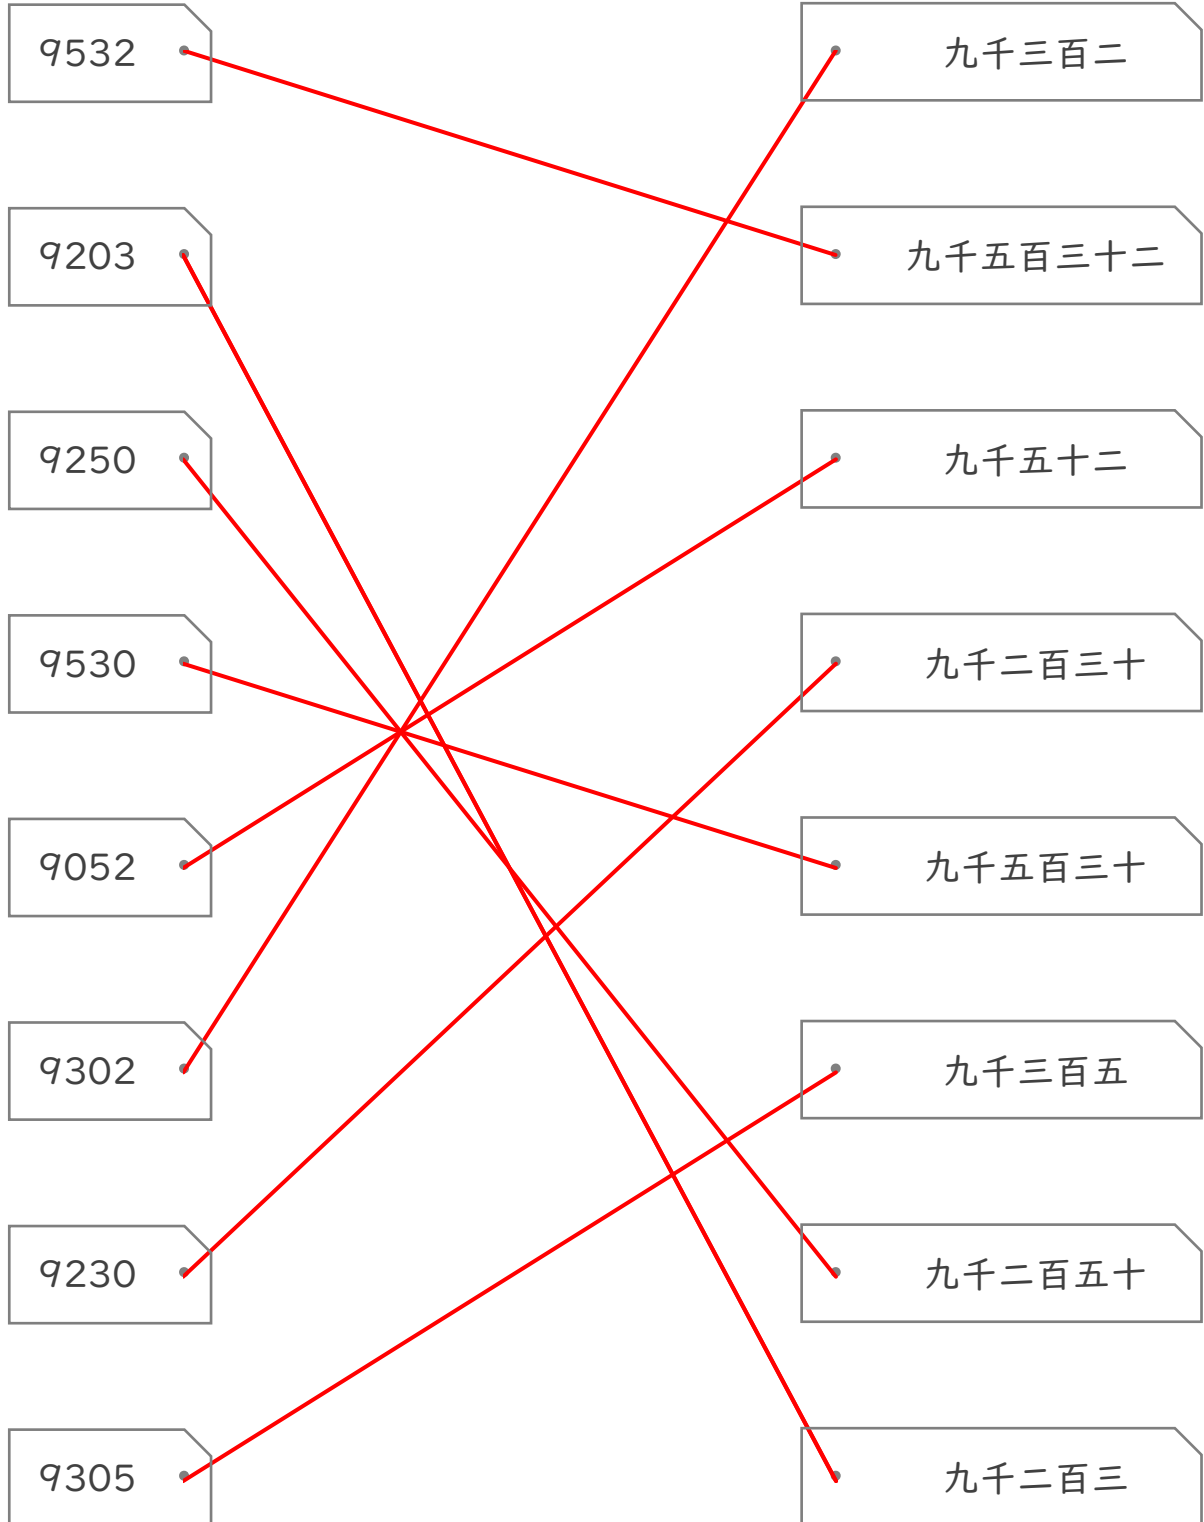 9532 九千三百二
9203 九千五百三十二
9250 九千五十二
9530 九千二百三十
9052 九千五百三十
9302 九千三百五
9230 九千二百五十
9305 九千二百三